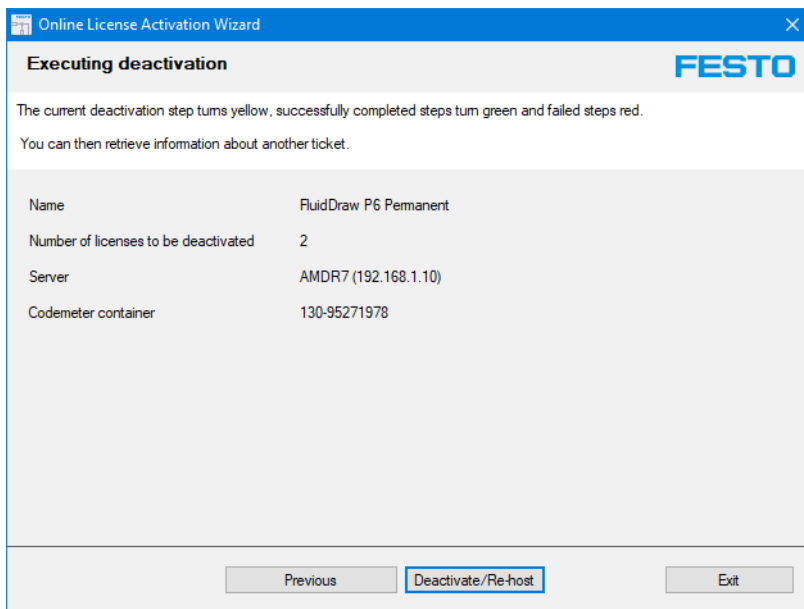 Online License Activation Wizard
Executing deactivation
FESTO
The current deactivation step turns yellow, successfully completed steps turn green and failed steps red.
You can then retrieve information about another ticket.
Name FluidDraw P6 Permanent
Number of licenses to be deactivated 2
Server AMDR7 (192.168.1.10)
Codemeter container 130-95271978
Previous Deactivate/Re-host Exit